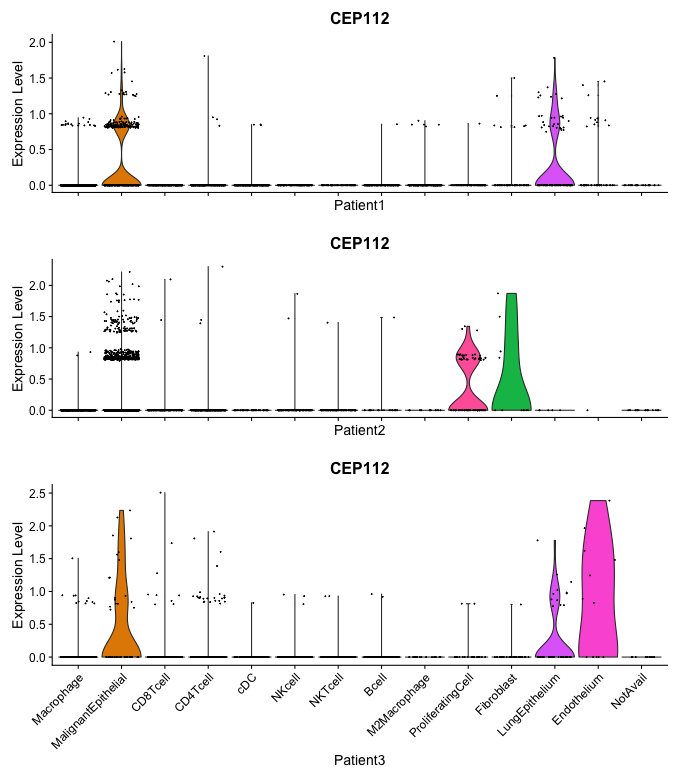 CEP112
Expression Level
2.0
1.5
1.0
0.5
0.0
Patient1
CEP112
Expression Level
2.0
1.5
1.0
0.5
0.0
Patient2
CEP112
Expression Level
2.5
2.0
1.5
1.0
0.5
0.0
Macrophage
MalignantEpithelial
CD8Tcell
CD4Tcell
cDC
NKcell
NKTcell
Bcell
M2Macrophage
ProliferatingCell
Fibroblast
LungEpithelium
Endothelium
NotAvail
Patient3